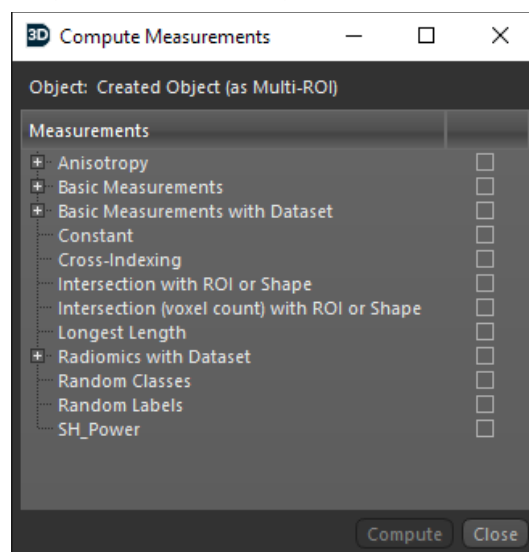 3D Compute Measurements
Object: Created Object (as Multi-ROI)
Measurements
Anisotropy
Basic Measurements
Basic Measurements with Dataset
Constant
Cross-Indexing
Intersection with ROI or Shape
Intersection (voxel count) with ROI or Shape
Longest Length
Radiomics with Dataset
Random Classes
Random Labels
SH_Power
Compute Close